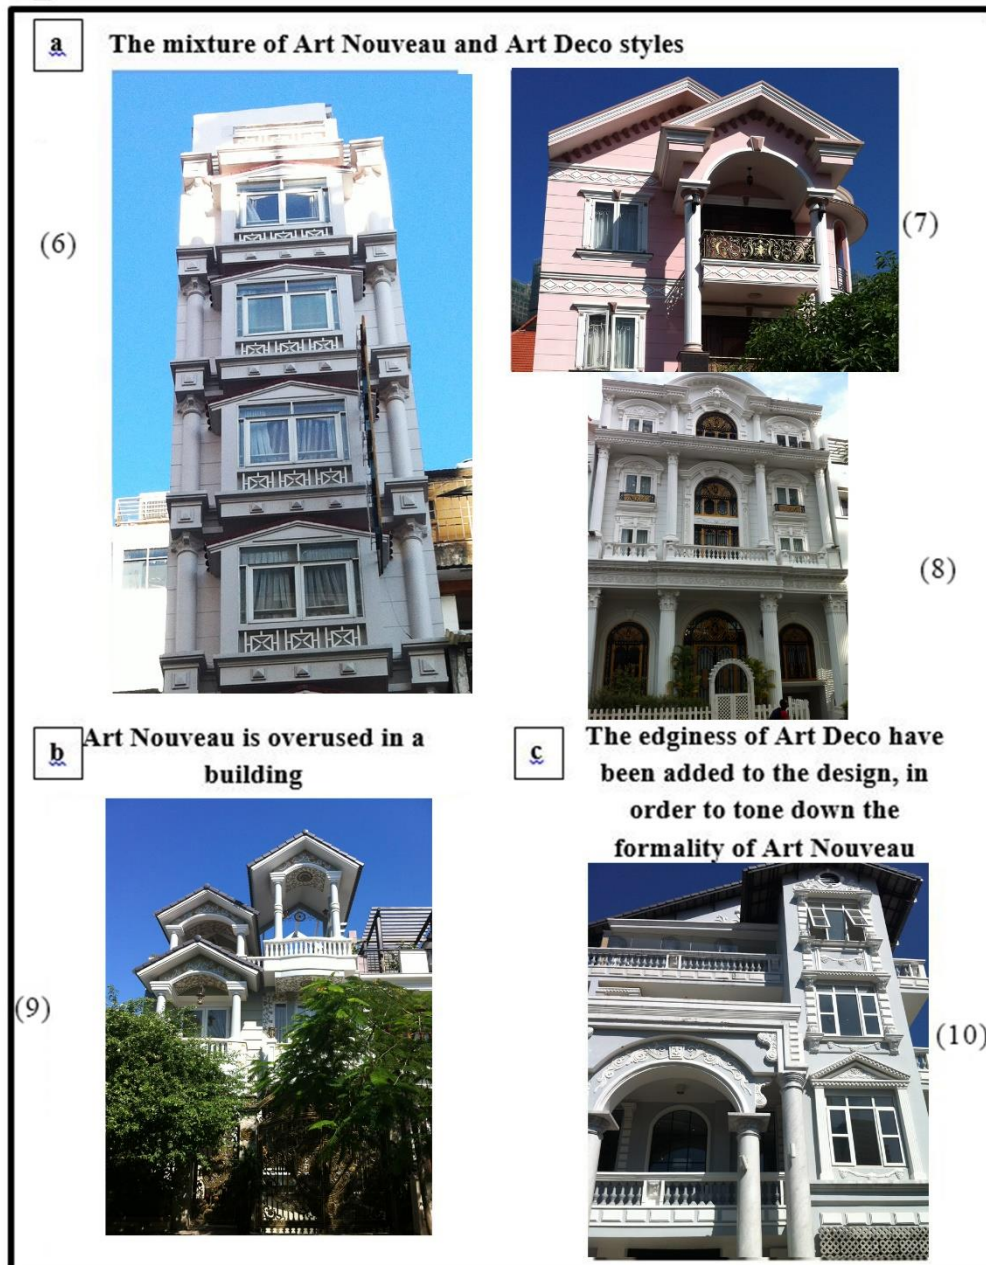 a
The mixture of Art Nouveau and Art Deco styles
(6)
(7)
(8)
b
Art Nouveau is overused in a
building
c
The edginess of Art Deco have
been added to the design, in
order to tone down the
formality of Art Nouveau
(9)
(10)